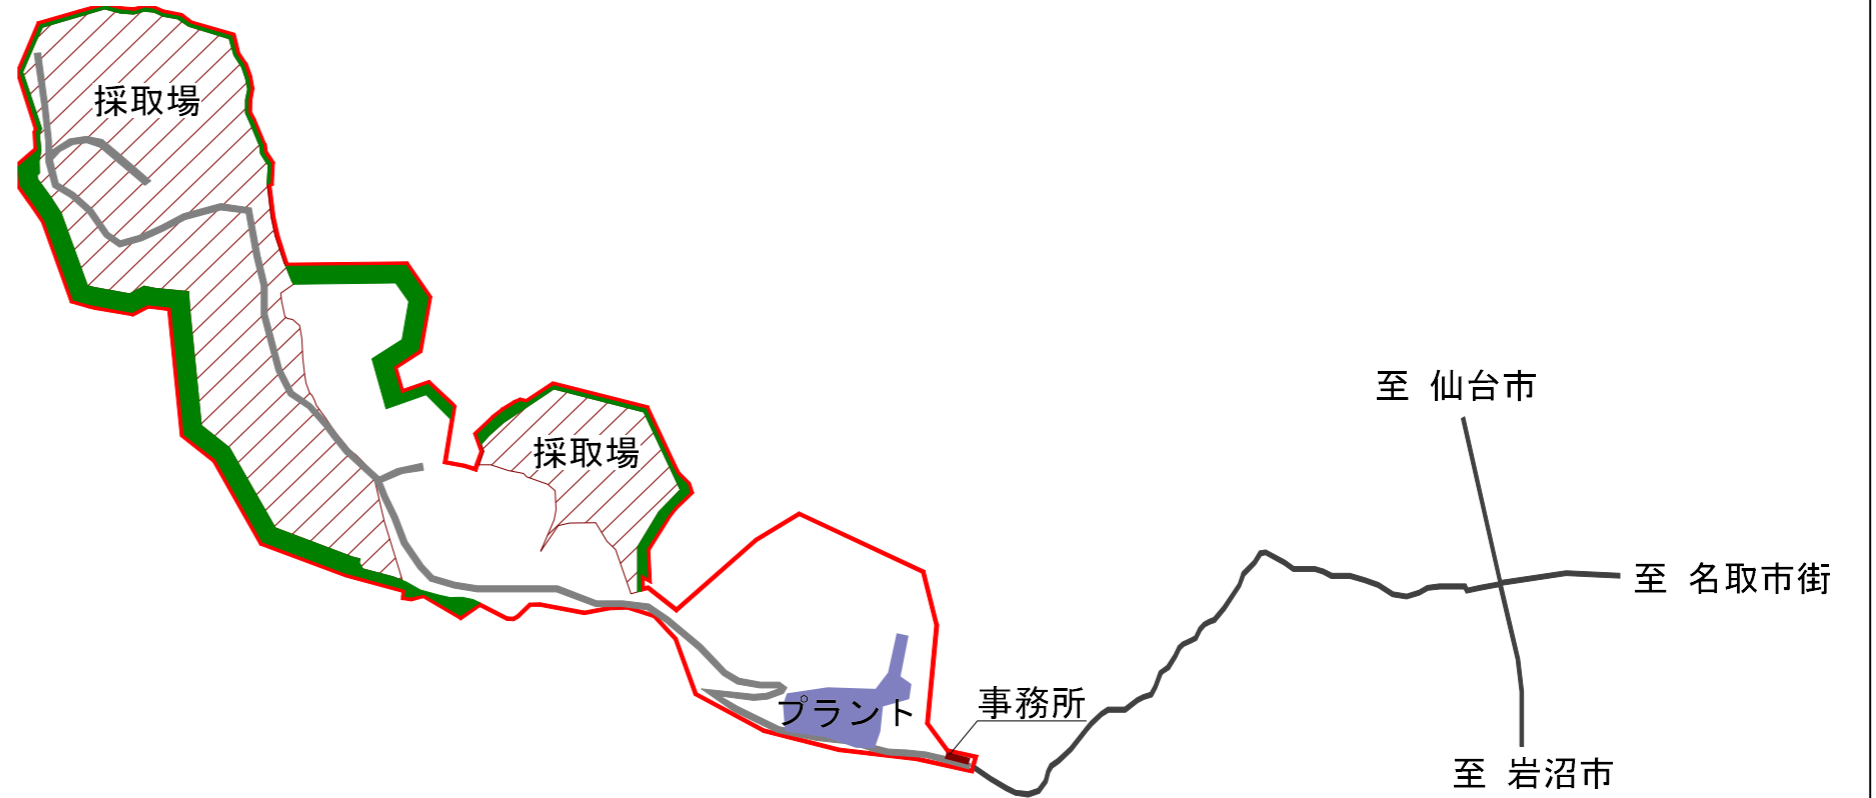 採取場
至 仙台市
採取場
至 名取市街
事務所
プラント
至 岩沼市